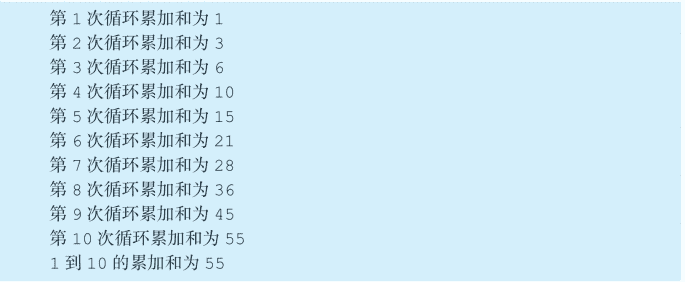 第 1 次循环累加和为 1
第 2 次循环累加和为 3
第 3 次循环累加和为 6
第 4 次循环累加和为 10
第 5 次循环累加和为 15
第 6 次循环累加和为 21
第 7 次循环累加和为 28
第 8 次循环累加和为 36
第 9 次循环累加和为 45
第 10 次循环累加和为 55
1 到 10 的累加和为 55